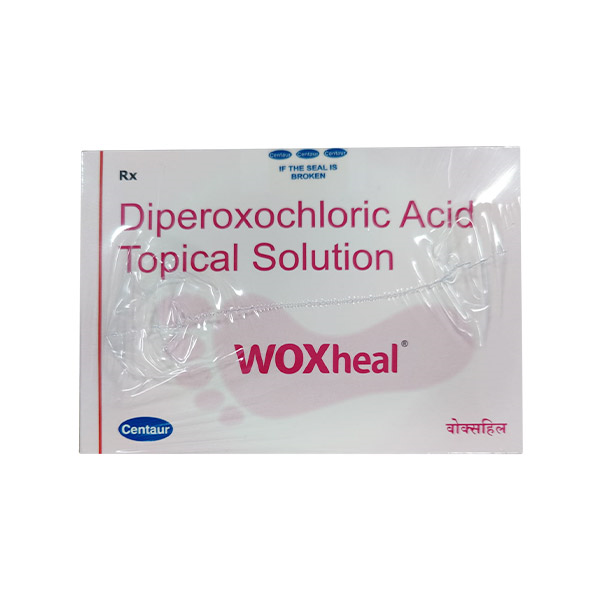 Centaur Centaur Centaur
IF THE SEAL IS
BROKEN
Rx
Diperoxochloric Acid
Topical Solution
WOXheal®
Centaur
वोक्सहिल